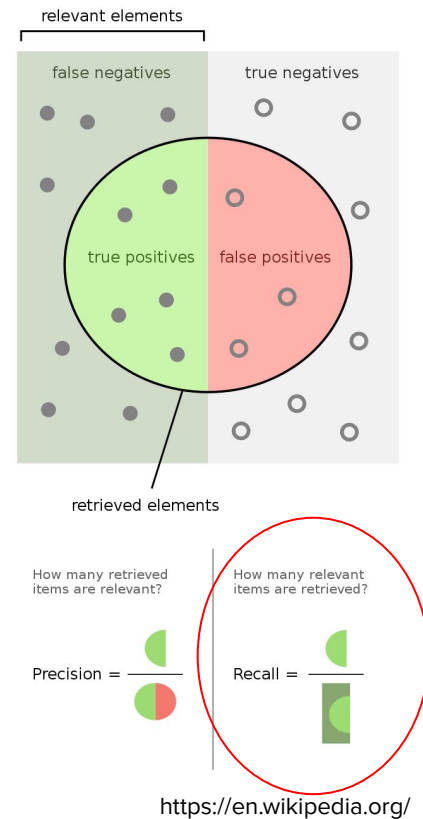 relevant elements
false negatives
true negatives
true positives
false positives
retrieved elements
How many retrieved
items are relevant?
Precision =
How many relevant
items are retrieved?
Recall =
https://en.wikipedia.org/